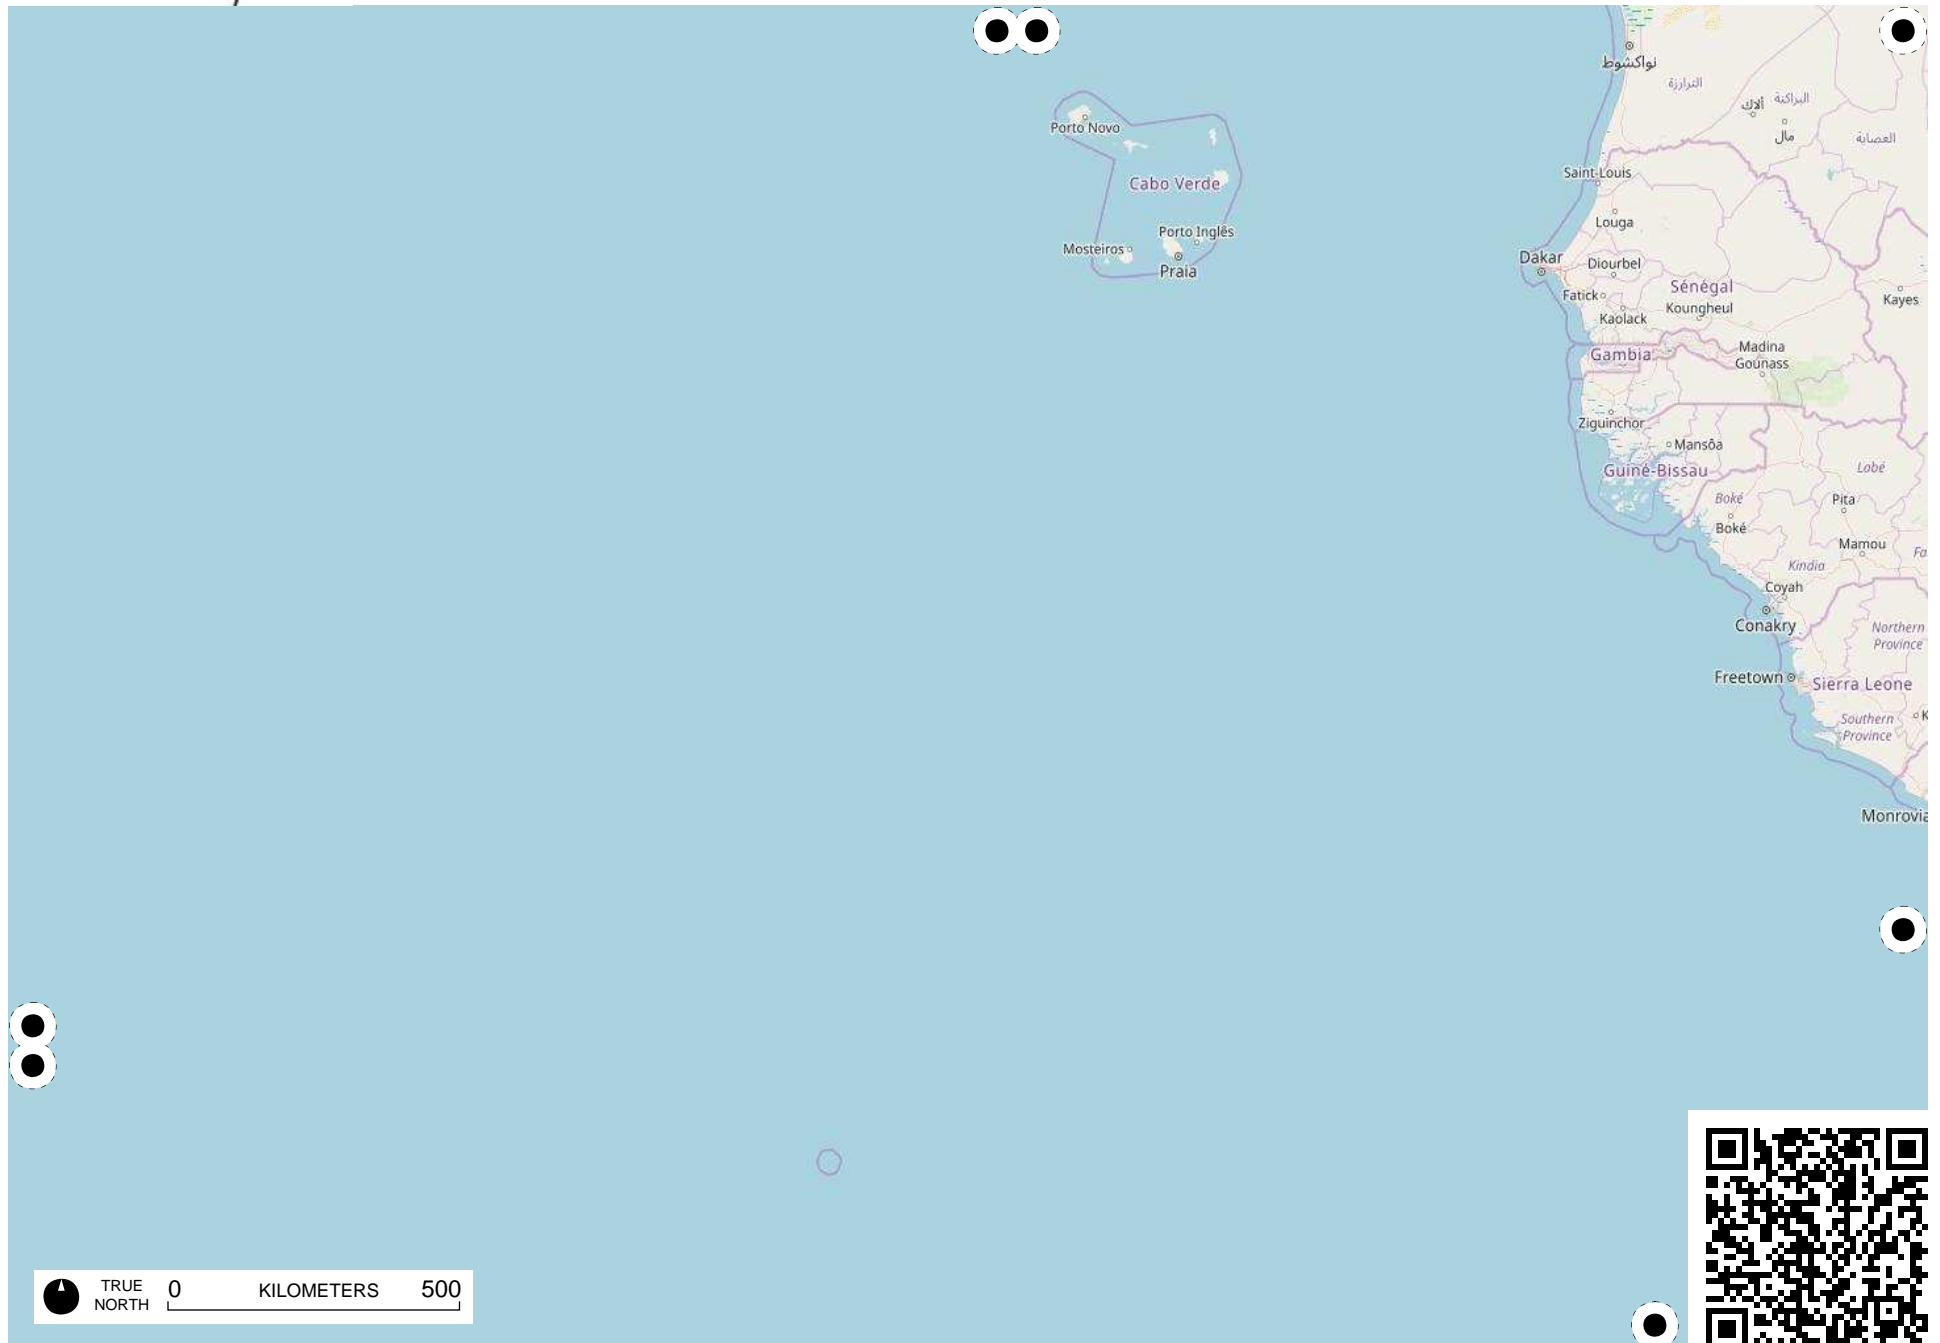 نواكشوط
الترارزة
ألاك
البراكنة
مال
العصابة
Porto Novo
Cabo Verde
Saint-Louis
Louga
Porto Inglês
Mosteiros
Praia
Dakar
Diourbel
Sénégal
Fatick
Koungheul
Kayes
Kaolack
Gambia
Madina
Gounass
Ziguinchor
Mansôa
Guiné-Bissau
Labé
Boké
Pita
Boké
Mamou
Fa
Kindia
Coyah
Conakry
Northern
Province
Freetown
Sierra Leone
Southern
Province
K
Monrovia
TRUE
NORTH
0 KILOMETERS 500